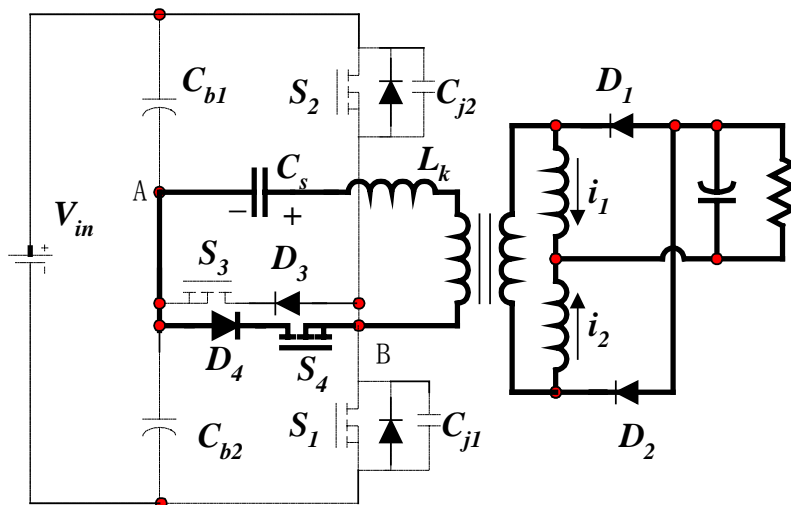 C_b1
S_2
C_j2
D_1
A
C_s
L_k
− +
V_in
+
-
S_3
D_3
i_1
D_4
S_4
B
i_2
C_b2
S_1
C_j1
D_2